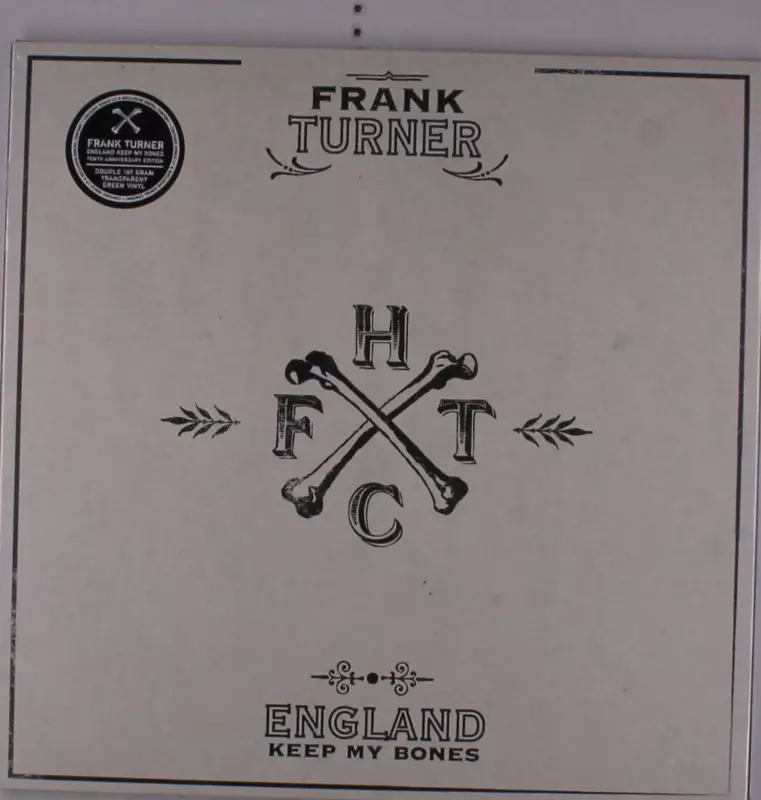 FRANK
TURNER
FRANK TURNER
ENGLAND KEEP MY BONES
TENTH ANNIVERSARY EDITION
DOUBLE 180 GRAM
TRANSPARENT
GREEN VINYL
H
F T
C
ENGLAND
KEEP MY BONES